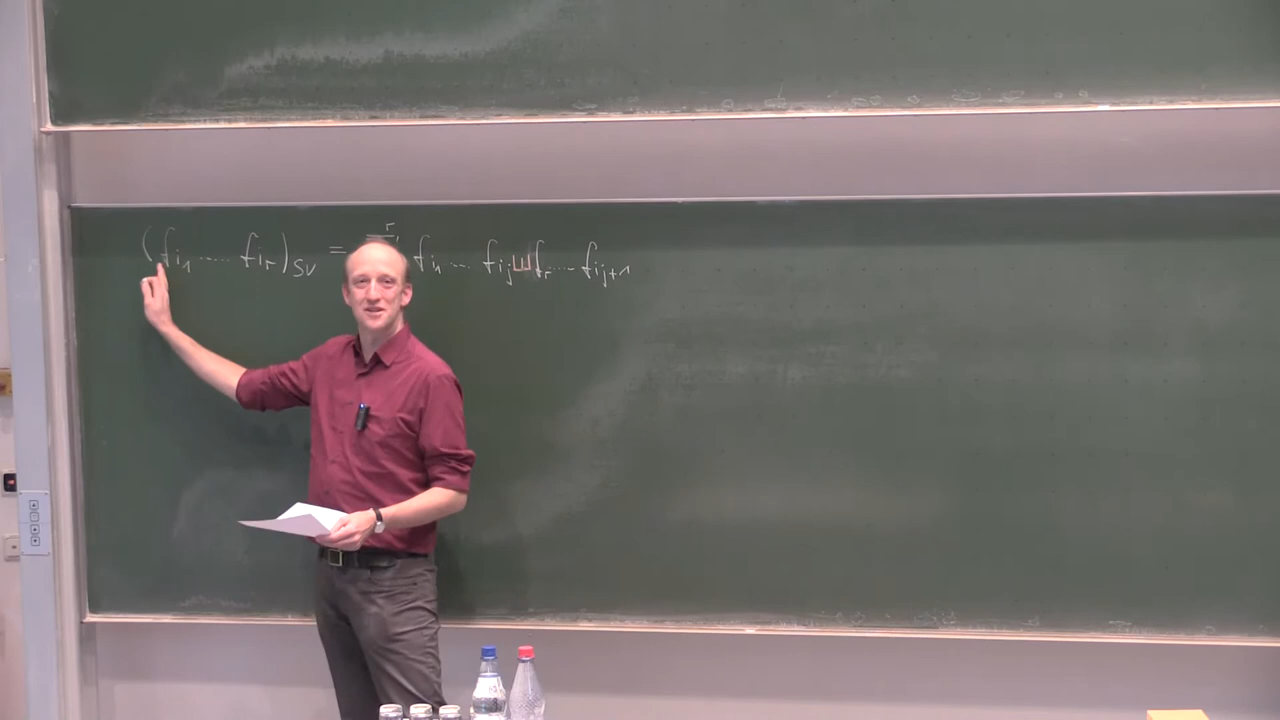 (f_{i_1} ..... f_{i_r})_{SV} = f_{i_1} .... f_{i_j} ш f_{i_r} ..... f_{i_{j+1}}